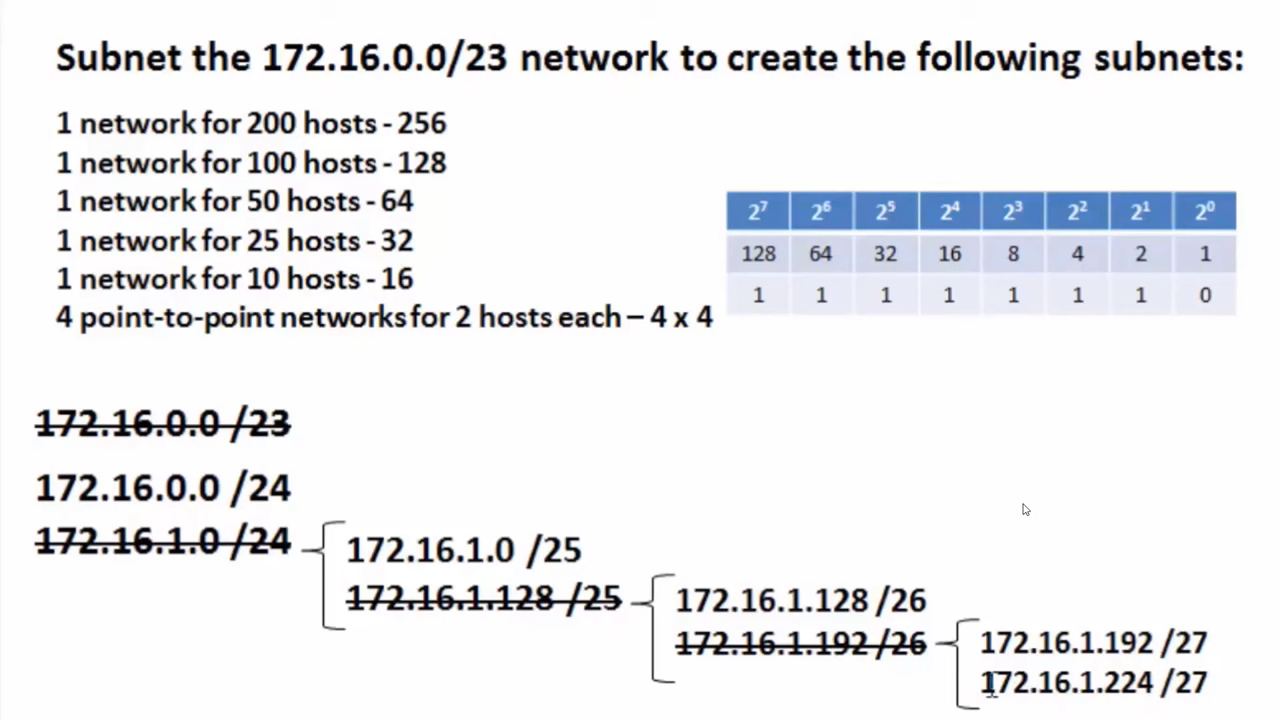 Subnet the 172.16.0.0/23 network to create the following subnets:
1 network for 200 hosts - 256
1 network for 100 hosts - 128
1 network for 50 hosts - 64
1 network for 25 hosts - 32
1 network for 10 hosts - 16
4 point-to-point networks for 2 hosts each – 4 x 4
2⁷ 2⁶ 2⁵ 2⁴ 2³ 2² 2¹ 2⁰
128 64 32 16 8 4 2 1
1 1 1 1 1 1 1 0
172.16.0.0 /23
172.16.0.0 /24
172.16.1.0 /24
172.16.1.0 /25
172.16.1.128 /25
172.16.1.128 /26
172.16.1.192 /26
172.16.1.192 /27
172.16.1.224 /27